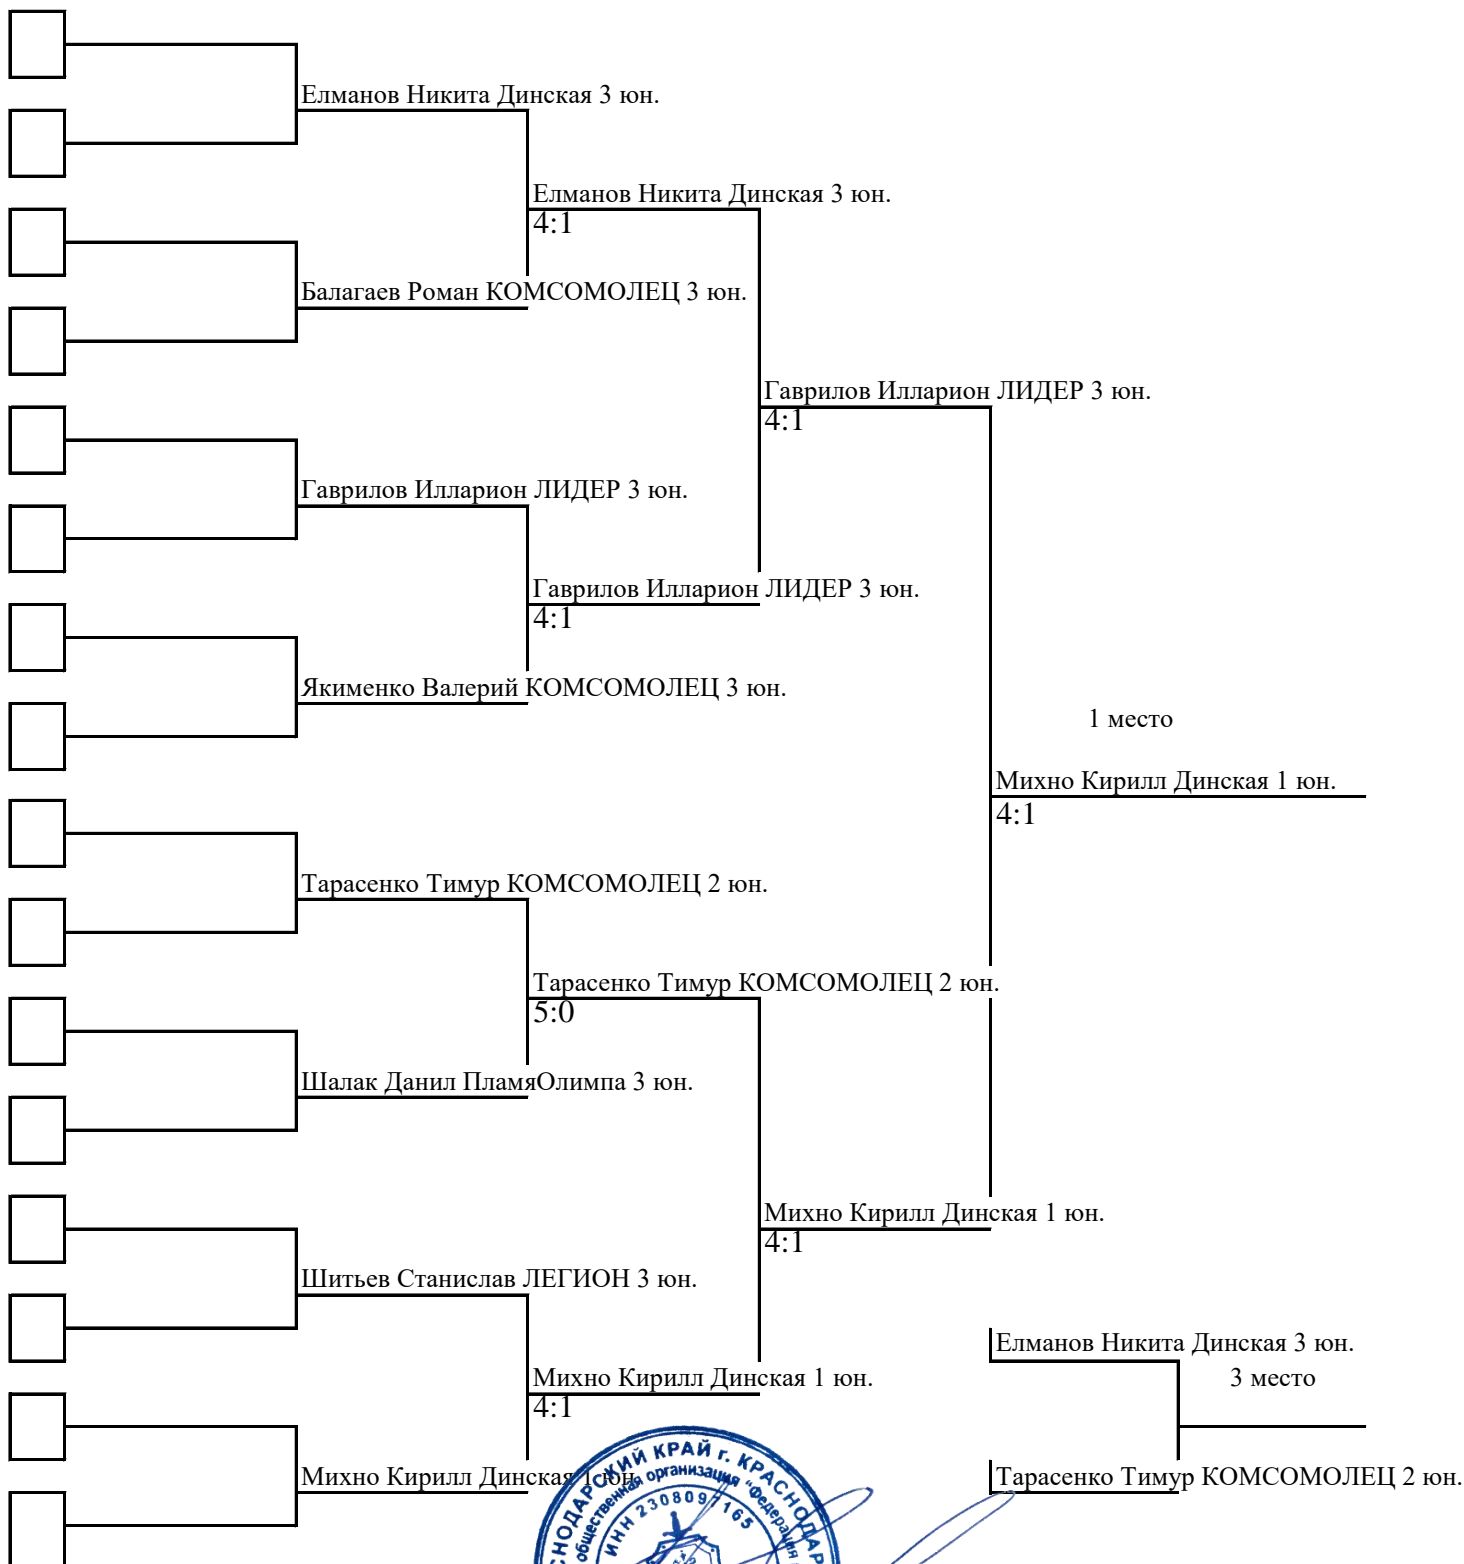 Елманов Никита Динская 3 юн.
Елманов Никита Динская 3 юн.
4:1
Балагаев Роман КОМСОМОЛЕЦ 3 юн.
Гаврилов Илларион ЛИДЕР 3 юн.
4:1
Гаврилов Илларион ЛИДЕР 3 юн.
Гаврилов Илларион ЛИДЕР 3 юн.
4:1
Якименко Валерий КОМСОМОЛЕЦ 3 юн.
1 место
Михно Кирилл Динская 1 юн.
4:1
Тарасенко Тимур КОМСОМОЛЕЦ 2 юн.
Тарасенко Тимур КОМСОМОЛЕЦ 2 юн.
5:0
Шалак Данил ПламяОлимпа 3 юн.
Михно Кирилл Динская 1 юн.
4:1
Шитьев Станислав ЛЕГИОН 3 юн.
Елманов Никита Динская 3 юн.
3 место
Михно Кирилл Динская 1 юн.
4:1
Михно Кирилл Динская 1 юн.
Тарасенко Тимур КОМСОМОЛЕЦ 2 юн.
СНОДАРСКИЙ КРАЙ г. КРАСНОДАР
общественная организация "Федерация
ИНН 2308097165